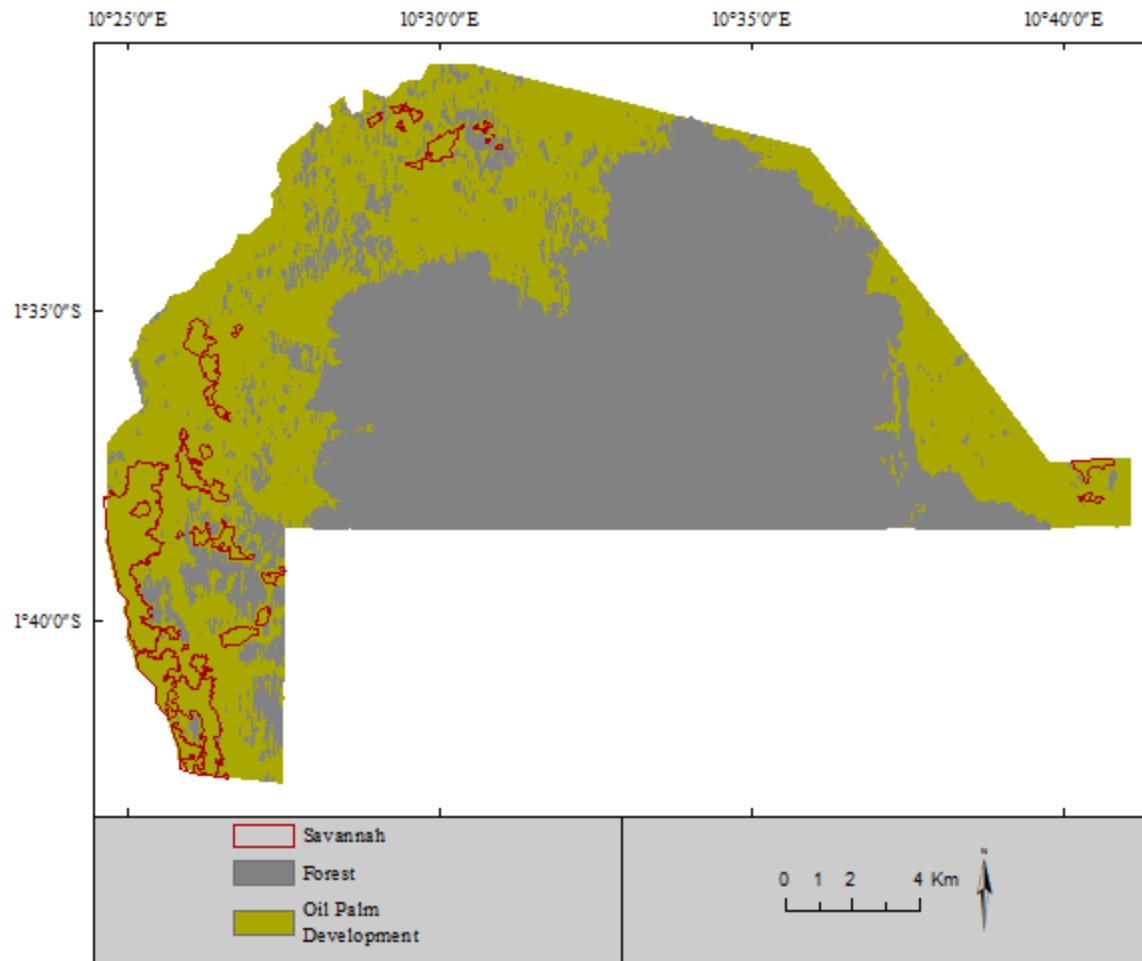 10°25'0"E 10°30'0"E 10°35'0"E 10°40'0"E
1°35'0"S
1°40'0"S
Savannah
Forest
Oil Palm
Development
0 1 2 4 Km
N